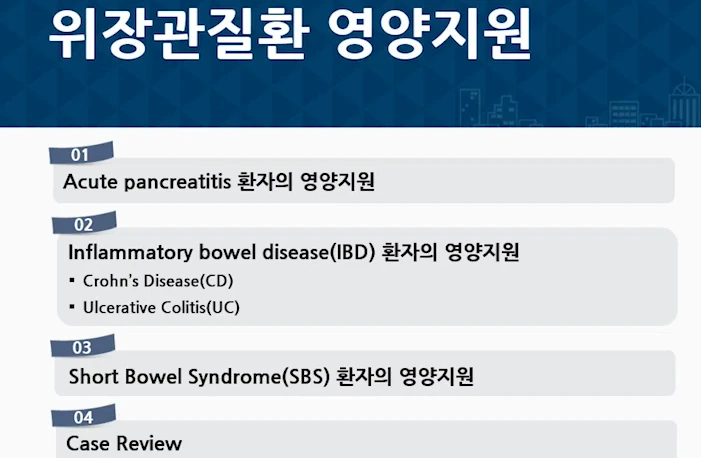 위장관질환 영양지원
01
Acute pancreatitis 환자의 영양지원
02
Inflammatory bowel disease(IBD) 환자의 영양지원
▪ Crohn's Disease(CD)
▪ Ulcerative Colitis(UC)
03
Short Bowel Syndrome(SBS) 환자의 영양지원
04
Case Review